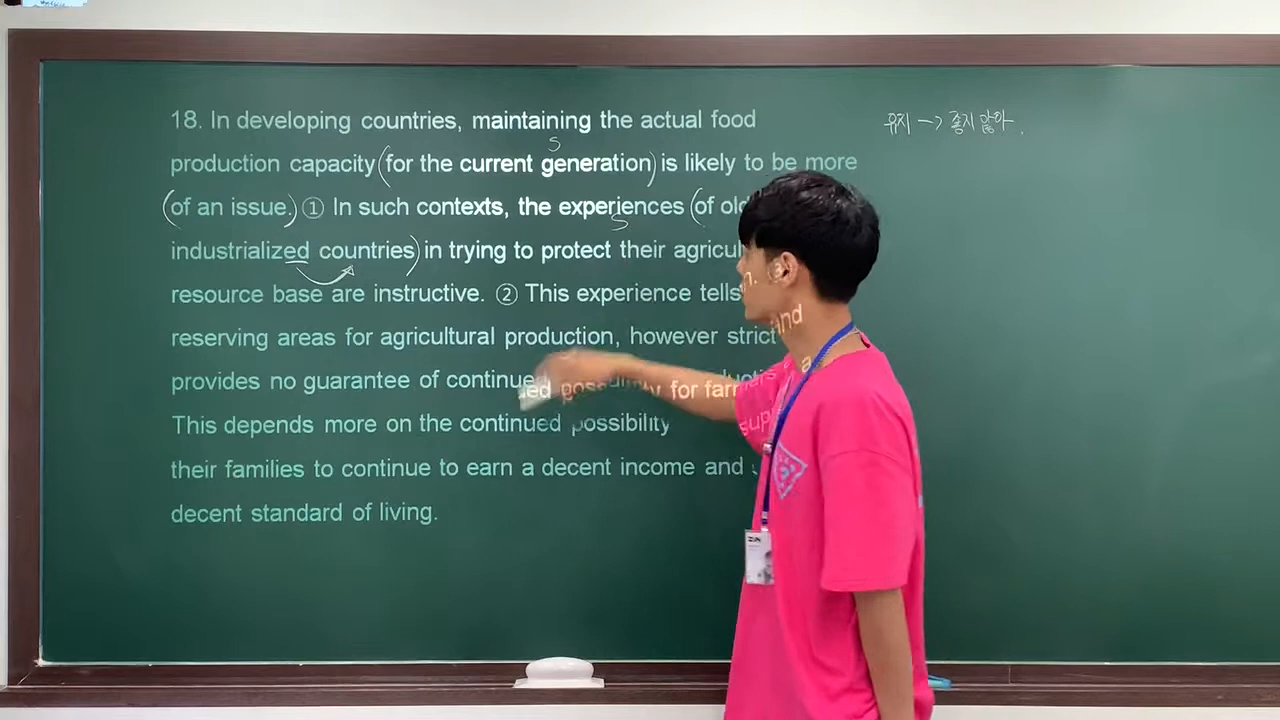 18. In developing countries, maintaining the actual food
유지 → 좋지 않아.
S
production capacity (for the current generation) is likely to be more
(of an issue.) ① In such contexts, the experiences (of old
S
industrialized countries) in trying to protect their agricul
resource base are instructive. ② This experience tells
reserving areas for agricultural production, however strict
and
provides no guarantee of continued for farm
This depends more on the continued possibility
their families to continue to earn a decent income and
decent standard of living.